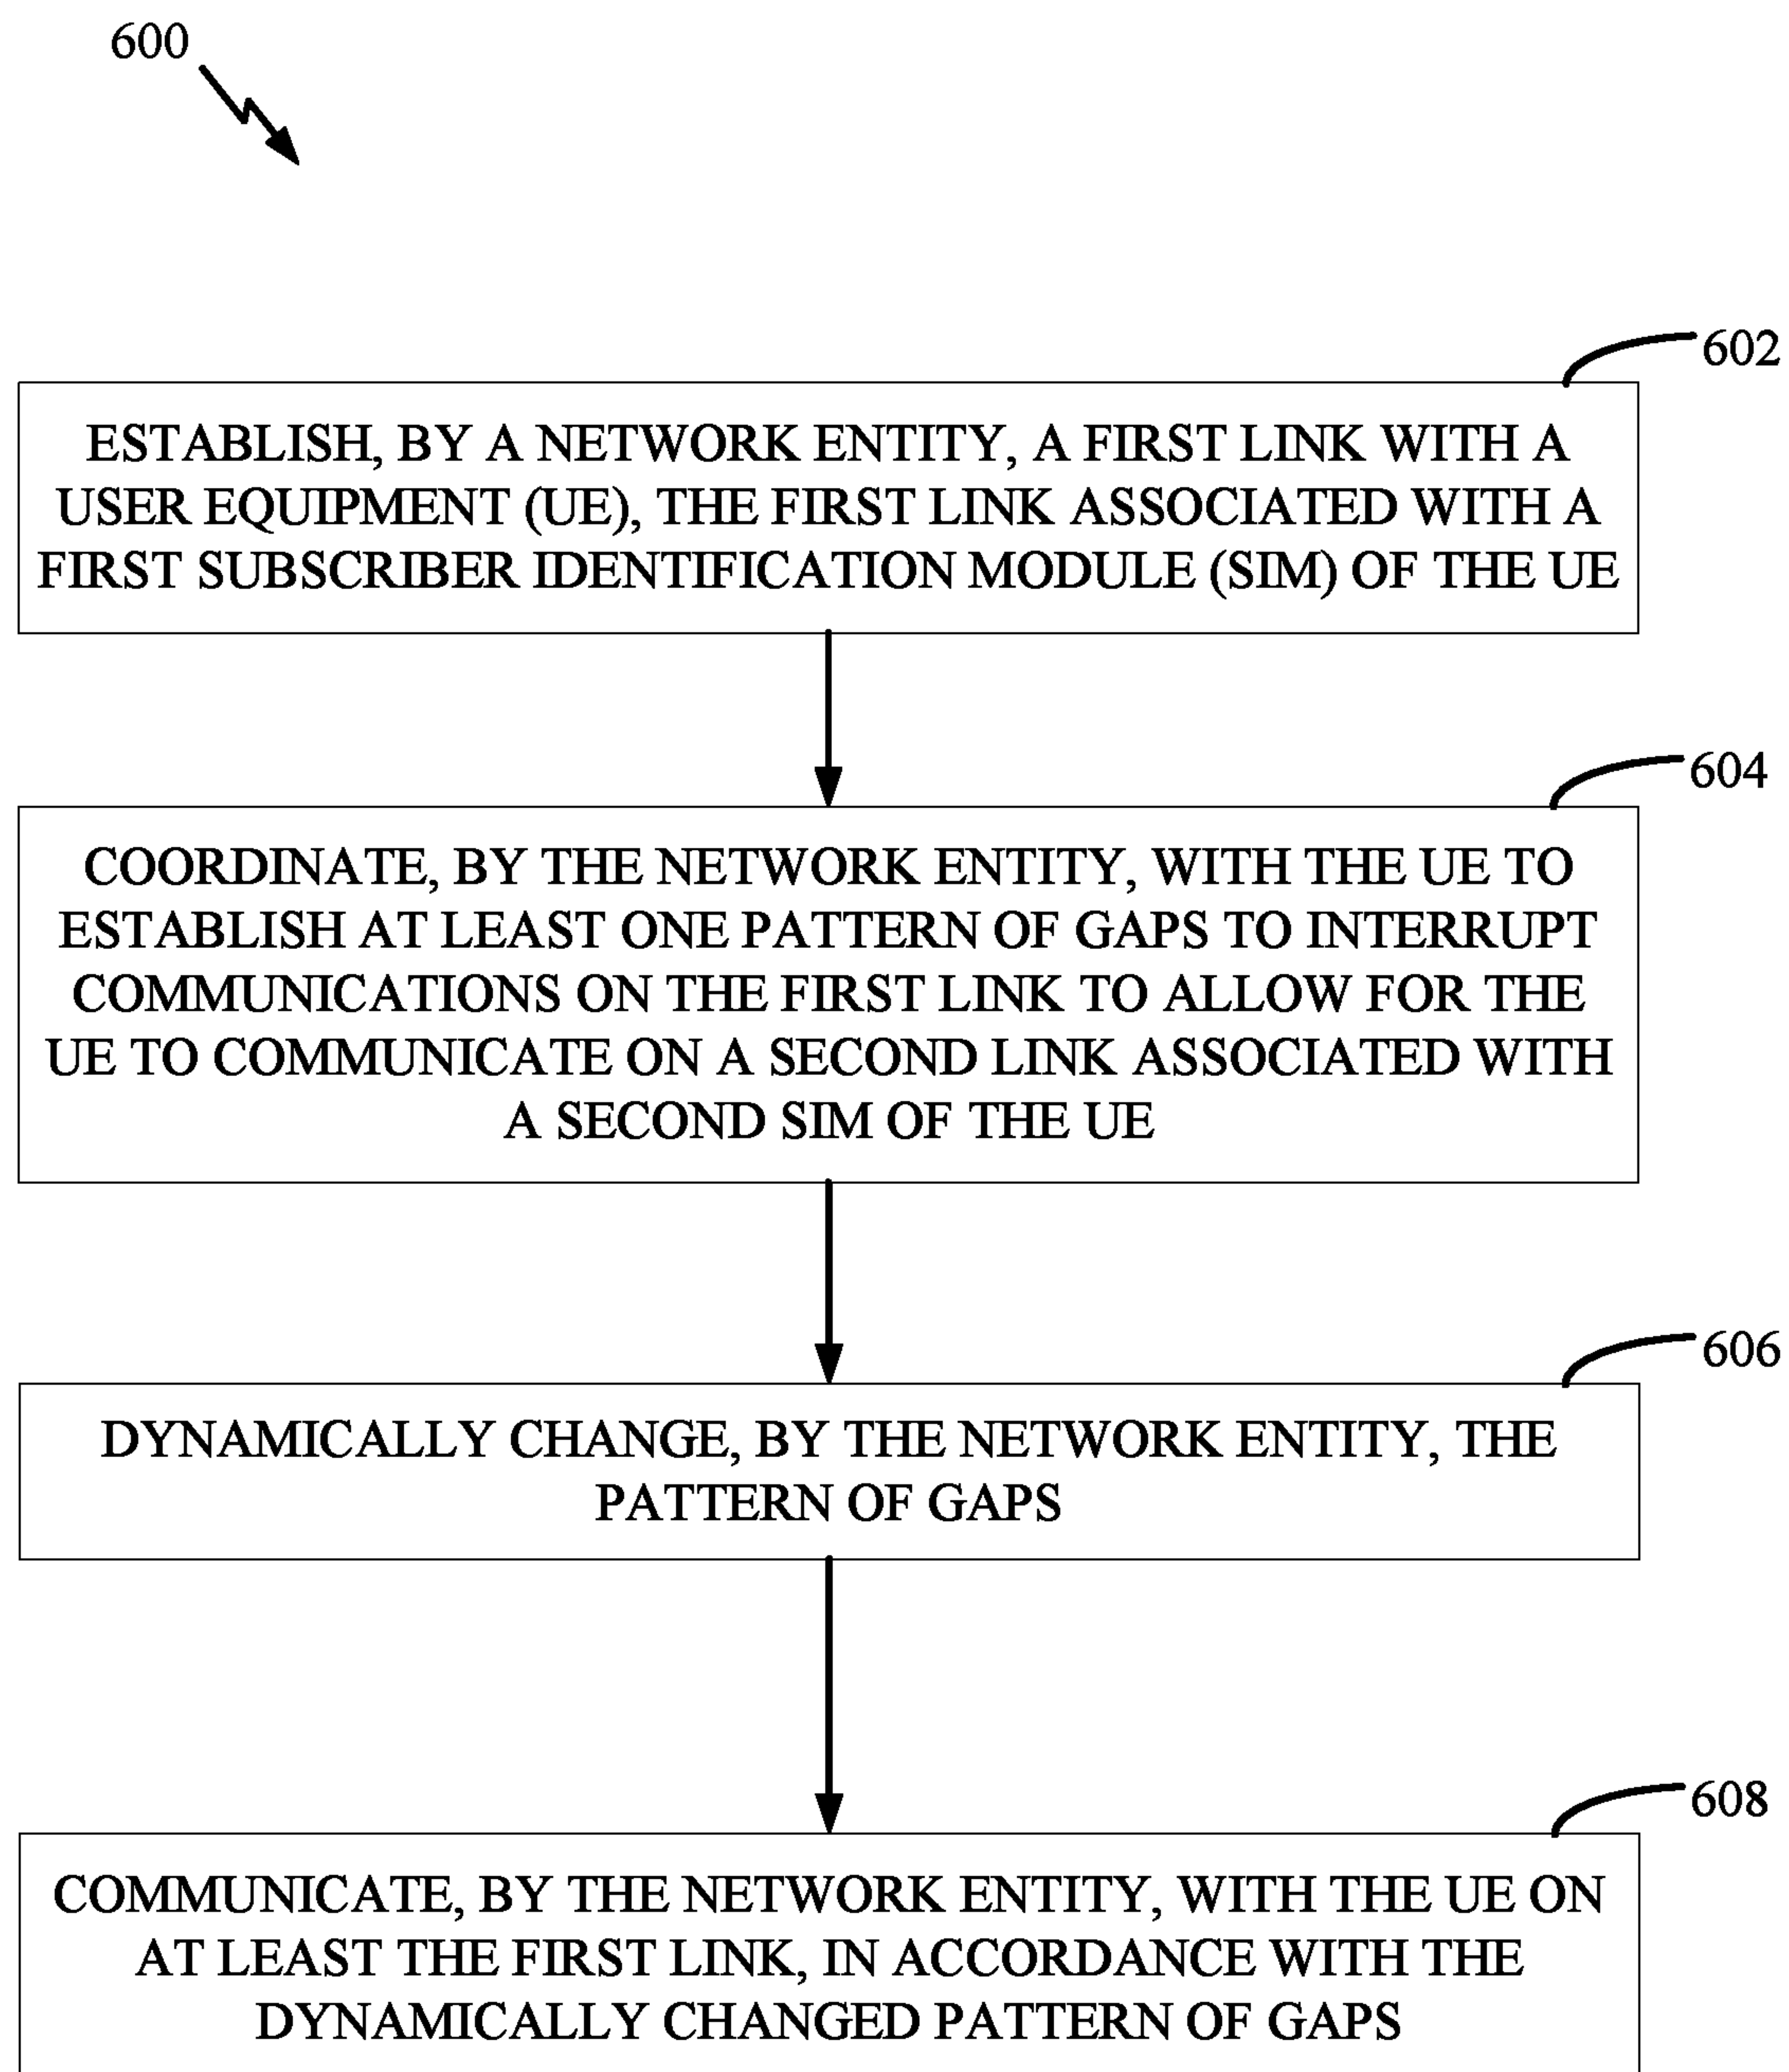 600
602
ESTABLISH, BY A NETWORK ENTITY, A FIRST LINK WITH A
USER EQUIPMENT (UE), THE FIRST LINK ASSOCIATED WITH A
FIRST SUBSCRIBER IDENTIFICATION MODULE (SIM) OF THE UE
604
COORDINATE, BY THE NETWORK ENTITY, WITH THE UE TO
ESTABLISH AT LEAST ONE PATTERN OF GAPS TO INTERRUPT
COMMUNICATIONS ON THE FIRST LINK TO ALLOW FOR THE
UE TO COMMUNICATE ON A SECOND LINK ASSOCIATED WITH
A SECOND SIM OF THE UE
606
DYNAMICALLY CHANGE, BY THE NETWORK ENTITY, THE
PATTERN OF GAPS
608
COMMUNICATE, BY THE NETWORK ENTITY, WITH THE UE ON
AT LEAST THE FIRST LINK, IN ACCORDANCE WITH THE
DYNAMICALLY CHANGED PATTERN OF GAPS